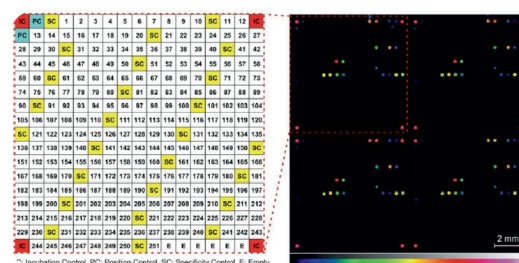 IC PC SC 1 2 3 4 5 6 7 8 9 10 SC 11 12 IC
PC 13 14 15 16 17 18 19 20 SC 21 22 23 24 25 26 27
28 29 30 SC 31 32 33 34 35 36 37 38 39 SC 40 41 42
43 44 45 46 47 48 49 50 SC 51 52 53 54 55 56 57 58
59 60 SC 61 62 63 64 65 66 67 68 69 70 SC 71 72 73
74 75 76 77 78 79 80 SC 81 82 83 84 85 86 87 88 89
90 SC 91 92 93 94 95 96 97 98 99 100 SC 101 102 103 104
105 106 107 108 109 110 SC 111 112 113 114 115 116 117 118 119 120
SC 121 122 123 124 125 126 127 128 129 130 SC 131 132 133 134 135
136 137 138 139 140 SC 141 142 143 144 145 146 147 148 149 150 SC
151 152 153 154 155 156 157 158 159 160 SC 161 162 163 164 165 166
167 168 169 170 SC 171 172 173 174 175 176 177 178 179 180 SC 181
182 183 184 185 186 187 188 189 190 SC 191 192 193 194 195 196 197
198 199 200 SC 201 202 203 204 205 206 207 208 209 210 SC 211 212
213 214 215 216 217 218 219 220 SC 221 222 223 224 225 226 227 228
229 230 SC 231 232 233 234 235 236 237 238 239 240 SC 241 242 243
IC 244 245 246 247 248 249 250 SC 251 E E E E E E IC
C: Incubation Control, PC: Position Control, SC: Specificity Control, E: Empty
2 mm